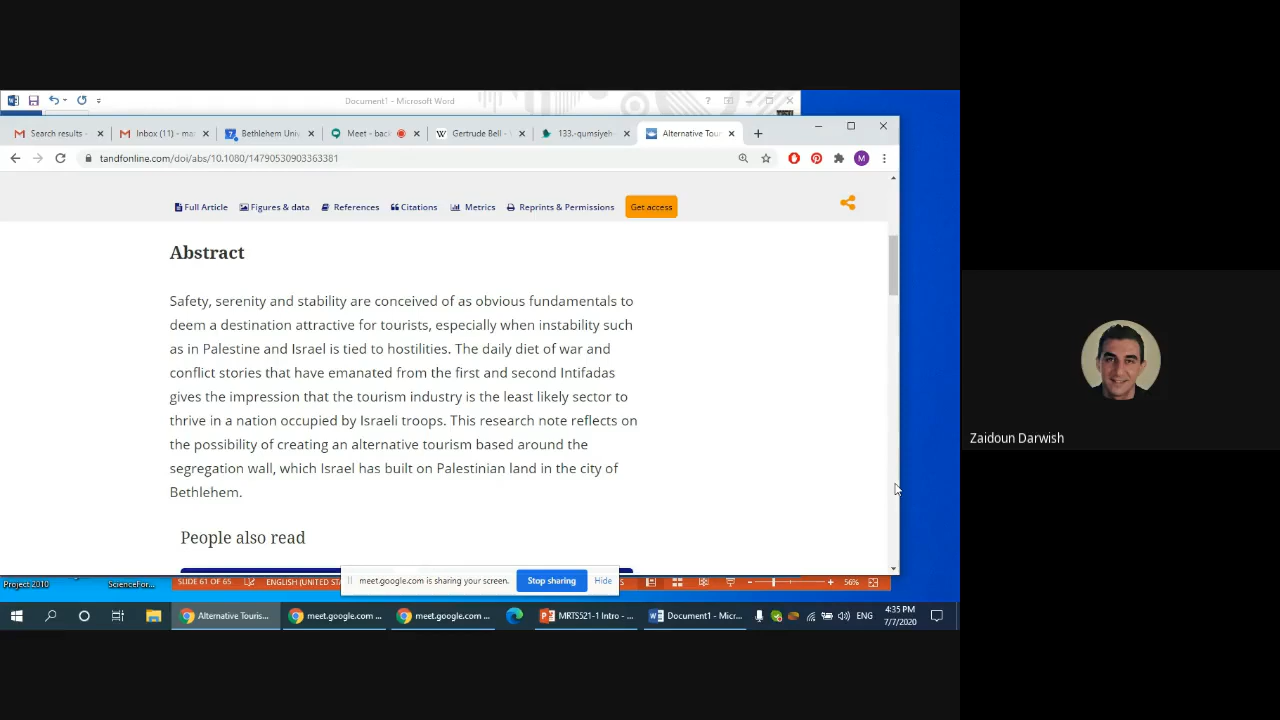 Document1 - Microsoft Word
Search results -
Inbox (11) - ma
Bethlehem Univ
Meet - bac
Gertrude Bell - V
133.-qumsiyeh-
Alternative Tour
tandfonline.com/doi/abs/10.1080/14790530903363381
M
Full Article
Figures & data
References
Citations
Metrics
Reprints & Permissions
Get access
Abstract
Safety, serenity and stability are conceived of as obvious fundamentals to
deem a destination attractive for tourists, especially when instability such
as in Palestine and Israel is tied to hostilities. The daily diet of war and
conflict stories that have emanated from the first and second Intifadas
gives the impression that the tourism industry is the least likely sector to
thrive in a nation occupied by Israeli troops. This research note reflects on
the possibility of creating an alternative tourism based around the
segregation wall, which Israel has built on Palestinian land in the city of
Bethlehem.
People also read
Zaidoun Darwish
meet.google.com is sharing your screen.
Stop sharing
Hide
Project 2010
ScienceFor...
SLIDE 61 OF 65
ENGLISH (UNITED STA
56%
Alternative Touris...
meet.google.com ...
meet.google.com ...
MRTS521-1 Intro - ...
Document1 - Micr...
ENG
4:35 PM
7/7/2020